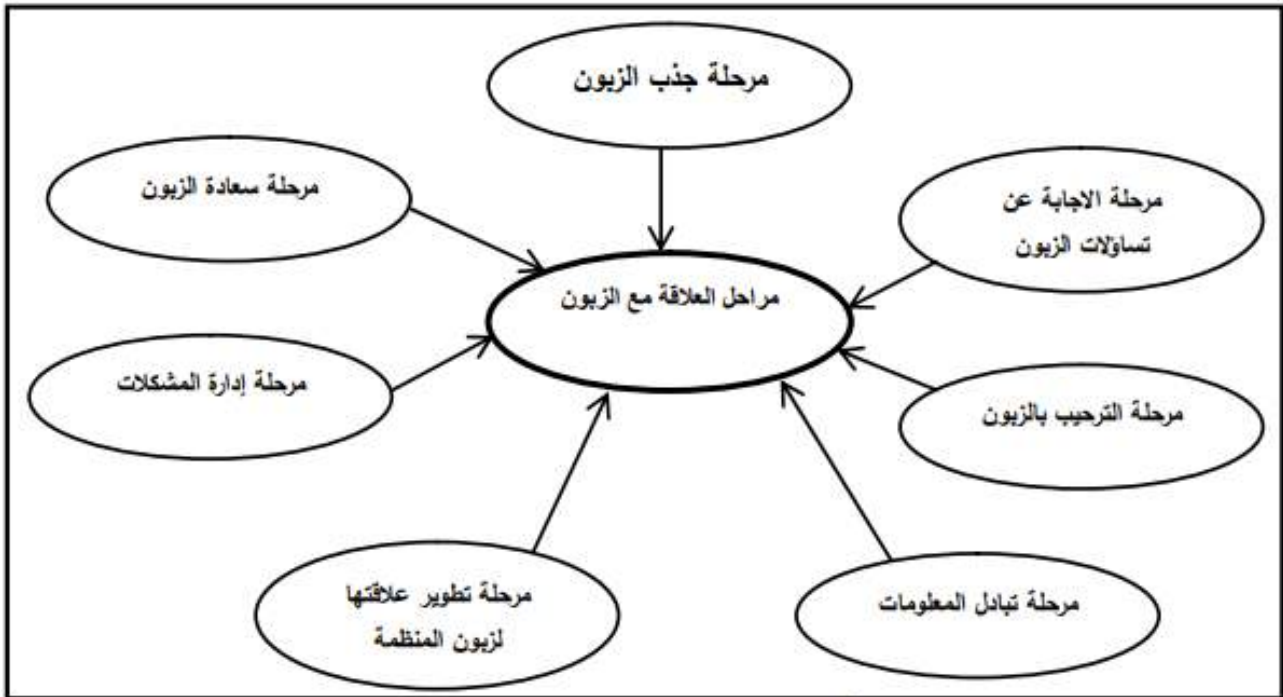 مرحلة جذب الزبون
مرحلة الاجابة عن
تساؤلات الزبون
مرحلة الترحيب بالزبون
مرحلة تبادل المعلومات
مرحلة تطوير علاقتها
لزبون المنظمة
مرحلة إدارة المشكلات
مرحلة سعادة الزبون
مراحل العلاقة مع الزبون